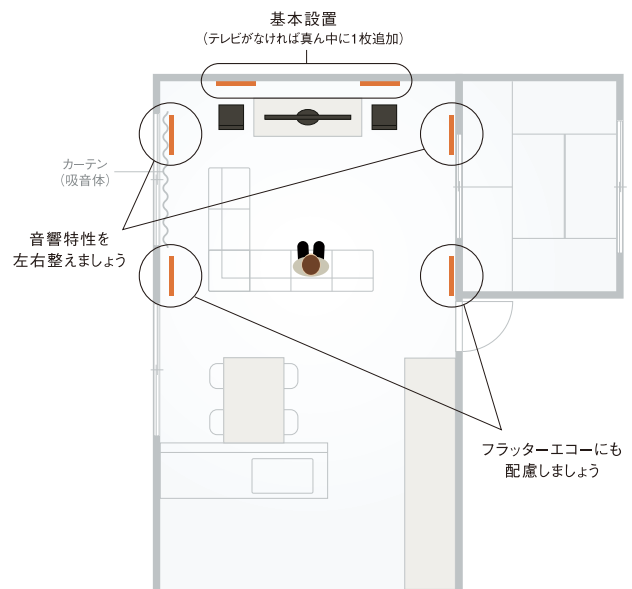 基本設置
（テレビがなければ真ん中に1枚追加）
カーテン
（吸音体）
音響特性を
左右整えましょう
フラッターエコーにも
配慮しましょう